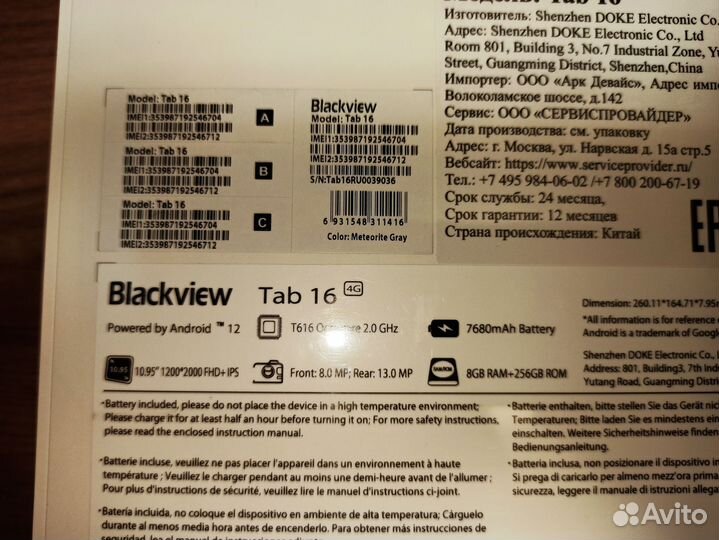 Модель: Tab 16
Изготовитель: Shenzhen DOKE Electronic Co.
Адрес: Shenzhen DOKE Electronic Co., Ltd
Room 801, Building 3, No.7 Industrial Zone, Yu
Street, Guangming District, Shenzhen,China
Импортер: ООО «Арк Девайс», Адрес имп
Волоколамское шоссе, д.142
Сервис: ООО «СЕРВИСПРОВАЙДЕР»
Дата производства: см. упаковку
Адрес: г. Москва, ул. Нарвская д. 15а стр.5
Вебсайт: https://www.serviceprovider.ru/
Тел.: +7 495 984-06-02 /+7 800 200-67-19
Срок службы: 24 месяца,
Срок гарантии: 12 месяцев
Страна происхождения: Китай
Model: Tab 16
IMEI1:353987192546704
IMEI2:353987192546712
A
Model: Tab 16
IMEI1:353987192546704
IMEI2:353987192546712
B
Model: Tab 16
IMEI1:353987192546704
IMEI2:353987192546712
C
Blackview
Model: Tab 16
IMEI1:353987192546704
IMEI2:353987192546712
S/N:Tab16RU0039036
6 931548 311416
Color: Meteorite Gray
Blackview Tab 16 4G
Powered by Android ™ 12
T616 Octa-core 2.0 GHz
7680mAh Battery
10.95
10.95" 1200*2000 FHD+ IPS
Front: 8.0 MP; Rear: 13.0 MP
RAM/ROM
8GB RAM+256GB ROM
Dimension: 260.11*164.71*7.95m
*All information is for reference
Android is a trademark of Google
Shenzhen DOKE Electronic Co., L
Address: 801, Building3, 7th Ind
Yutang Road, Guangming District
*Battery included, please do not place the device in a high temperature environment;
Please charge it for at least half an hour before turning it on; For more safety instructions,
please read the enclosed instruction manual.
*Batterie incluse, veuillez ne pas placer l'appareil dans un environnement à haute
température ; Veuillez le charger pendant au moins une demi-heure avant de l'allumer ;
Pour plus d'instructions de sécurité, veuillez lire le manuel d'instructions ci-joint.
*Batería incluida, no coloque el dispositivo en ambiente de alta temperatura; Cárguelo
durante al menos media hora antes de encenderlo. Para obtener más instrucciones de
*Batterie enthalten, bitte stellen Sie das Gerät nich
Temperaturen; Bitte laden Sie es mindestens ein
einschalten. Weitere Sicherheitshinweise finden
Bedienungsanleitung.
*Batteria inclusa, non posizionare il dispositivo in
Si prega di caricarlo per almeno mezz'ora prima
sicurezza, leggere il manuale di istruzioni allega
Avito